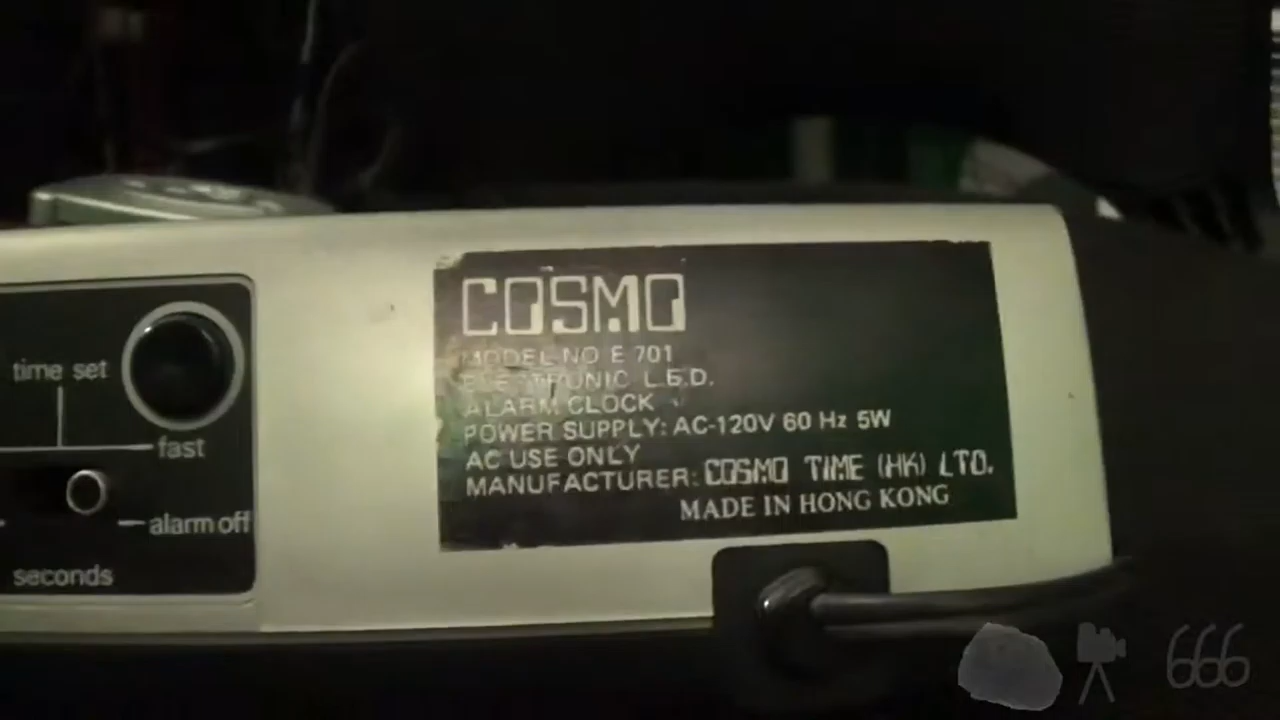 COSMO
MODEL NO E 701
ELECTRONIC L.E.D.
ALARM CLOCK
POWER SUPPLY: AC-120V 60 Hz 5W
AC USE ONLY
MANUFACTURER: COSMO TIME (HK) LTD.
MADE IN HONG KONG
time set
fast
alarm off
seconds
666